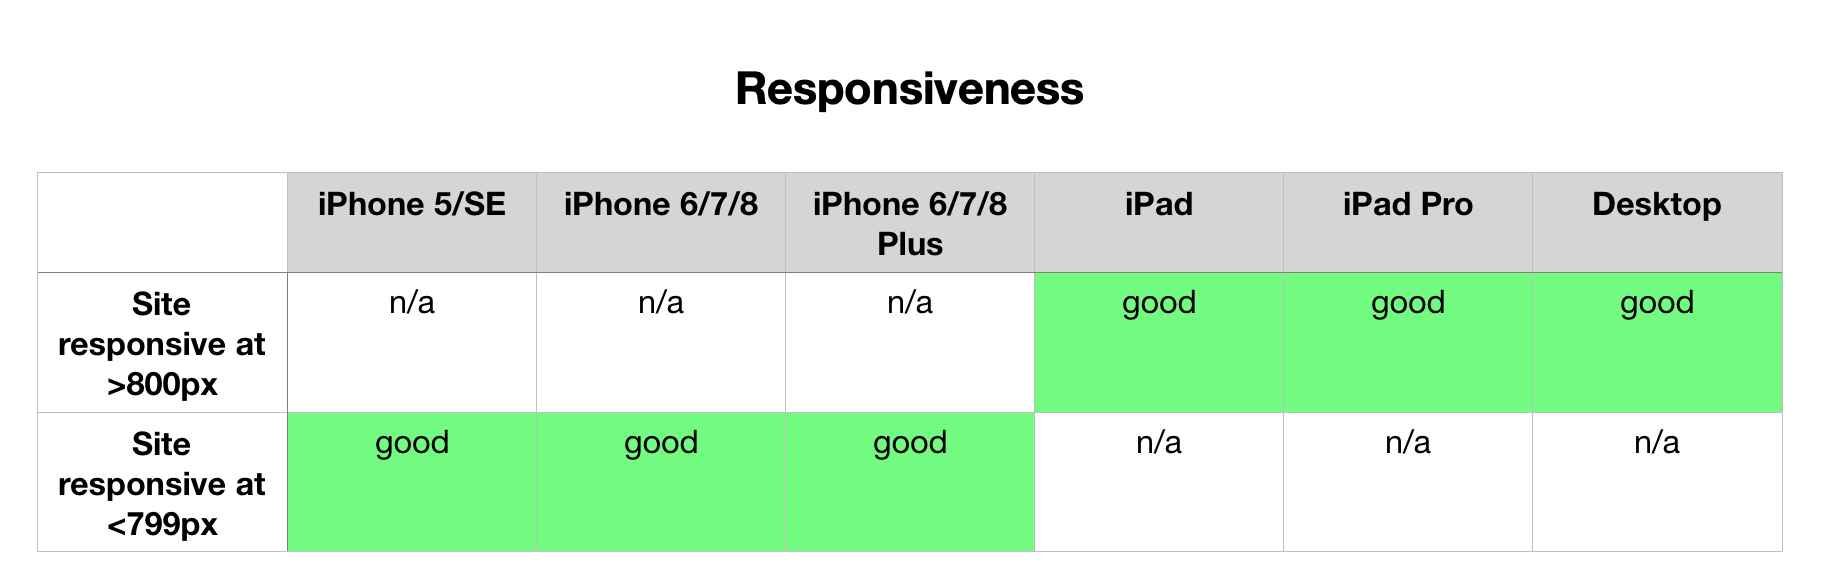 Responsiveness
iPhone 5/SE iPhone 6/7/8 iPhone 6/7/8 Plus iPad iPad Pro Desktop
Site responsive at >800px n/a n/a n/a good good good
Site responsive at <799px good good good n/a n/a n/a